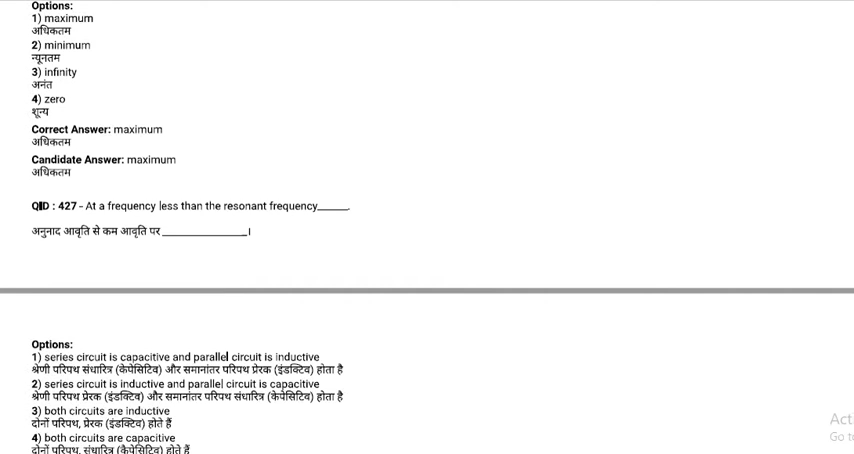 Options:
1) maximum
अधिकतम
2) minimum
न्यूनतम
3) infinity
अनंत
4) zero
शून्य
Correct Answer: maximum
अधिकतम
Candidate Answer: maximum
अधिकतम
QID : 427 - At a frequency less than the resonant frequency______.
अनुनाद आवृति से कम आवृति पर ________________।
Options:
1) series circuit is capacitive and parallel circuit is inductive
श्रेणी परिपथ संधारित्र (केपेसिटिव) और समानांतर परिपथ प्रेरक (इंडक्टिव) होता है
2) series circuit is inductive and parallel circuit is capacitive
श्रेणी परिपथ प्रेरक (इंडक्टिव) और समानांतर परिपथ संधारित्र (केपेसिटिव) होता है
3) both circuits are inductive
दोनों परिपथ, प्रेरक (इंडक्टिव) होते हैं
4) both circuits are capacitive
दोनों परिपथ, संधारित्र (कैपेसिटिव) होते हैं
Act
Go to